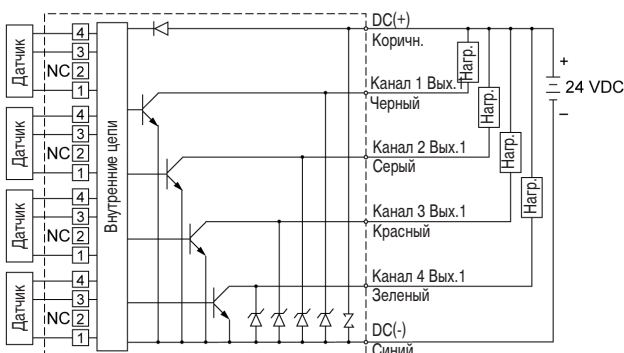 Датчик
4
3
NC 2
1
Датчик
4
3
NC 2
1
Датчик
4
3
NC 2
1
Датчик
4
3
NC 2
1
Внутренние цепи
DC(+)
Коричн.
Канал 1 Вых.1
Черный
Канал 2 Вых.1
Серый
Канал 3 Вых.1
Красный
Канал 4 Вых.1
Зеленый
DC(-)
Синий
Нагр.
Нагр.
Нагр.
Нагр.
+
24 VDC
−